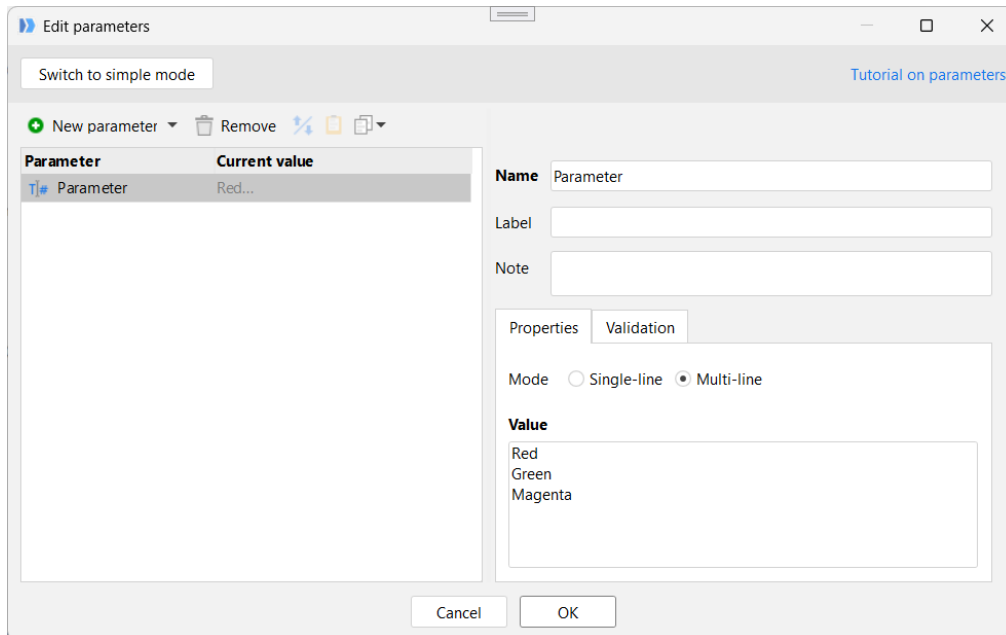 Edit parameters
Switch to simple mode
Tutorial on parameters
New parameter
Remove
Parameter Current value
T# Parameter Red...
Name Parameter
Label
Note
Properties Validation
Mode Single-line Multi-line
Value
Red
Green
Magenta
Cancel OK